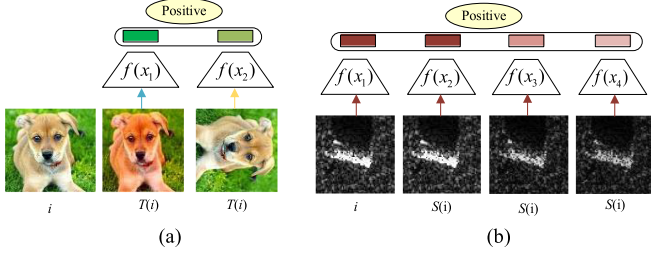 Positive
f(x₁) f(x₂)
i T(i) T(i)
(a)
Positive
f(x₁) f(x₂) f(x₃) f(x₄)
i S(i) S(i) S(i)
(b)